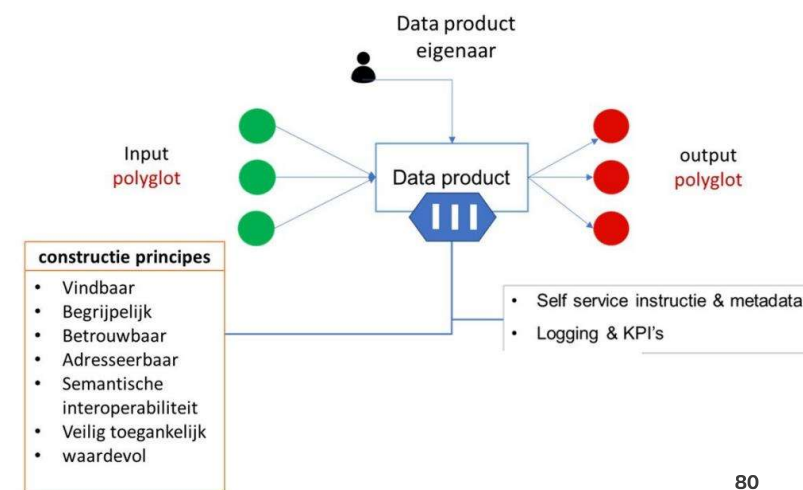 Data product
eigenaar
Input
polyglot
Data product
output
polyglot
constructie principes
• Vindbaar
• Begrijpelijk
• Betrouwbaar
• Adresseerbaar
• Semantische
interoperabiliteit
• Veilig toegankelijk
• waardevol
• Self service instructie & metadata
• Logging & KPI's
80